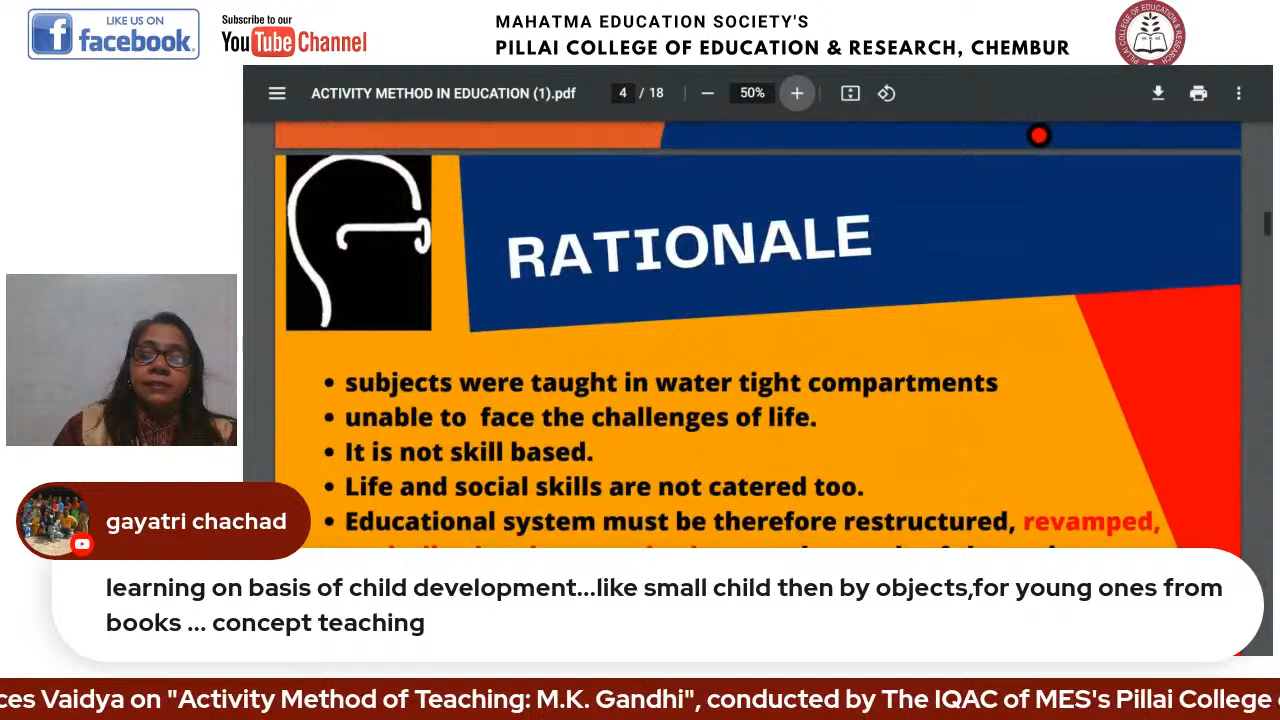 LIKE US ON
facebook.
Subscribe to our
YouTube Channel
MAHATMA EDUCATION SOCIETY'S
PILLAI COLLEGE OF EDUCATION & RESEARCH, CHEMBUR
ACTIVITY METHOD IN EDUCATION (1).pdf
4 / 18
50%
RATIONALE
• subjects were taught in water tight compartments
• unable to face the challenges of life.
• It is not skill based.
• Life and social skills are not catered too.
• Educational system must be therefore restructured, revamped,
gayatri chachad
learning on basis of child development...like small child then by objects,for young ones from
books ... concept teaching
ces Vaidya on "Activity Method of Teaching: M.K. Gandhi", conducted by The IQAC of MES's Pillai College